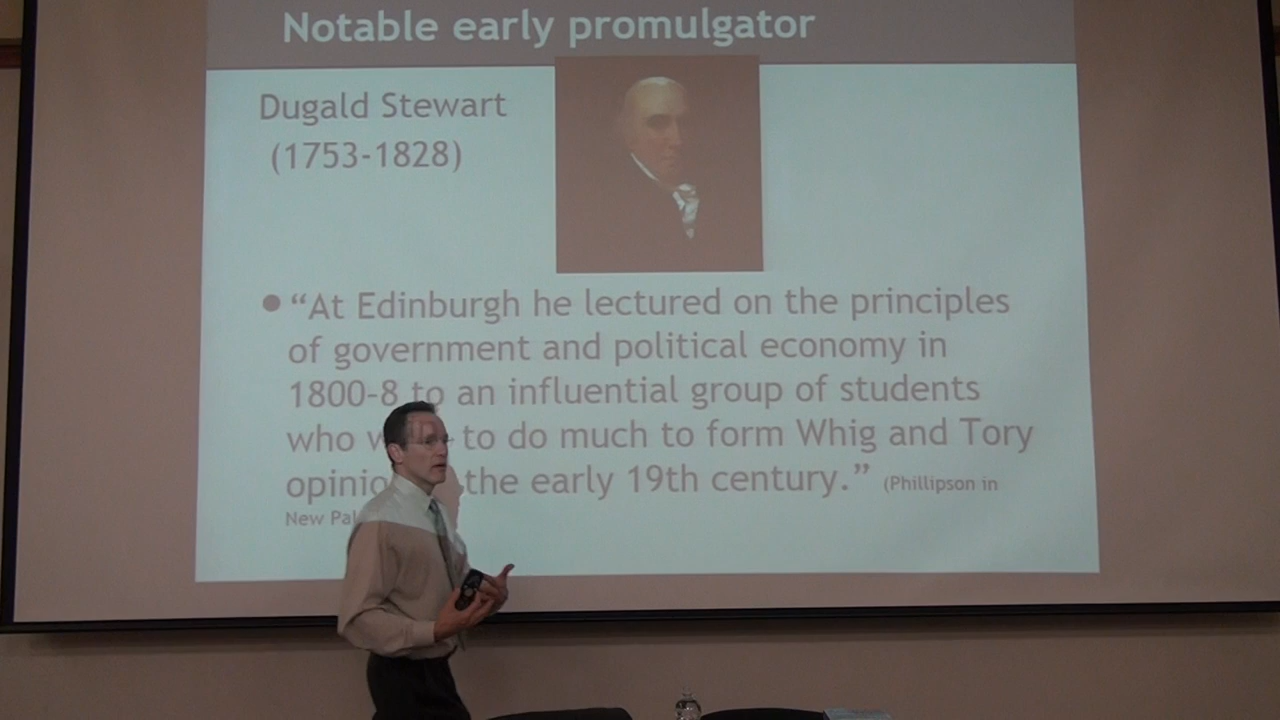 Notable early promulgator
Dugald Stewart
(1753-1828)
• “At Edinburgh he lectured on the principles
of government and political economy in
1800-8 to an influential group of students
who to do much to form Whig and Tory
the early 19th century.” (Phillipson in
New